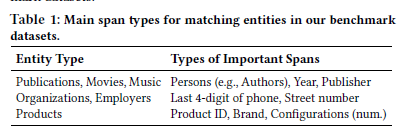 Table 1: Main span types for matching entities in our benchmark
datasets.
Entity Type Types of Important Spans
Publications, Movies, Music Persons (e.g., Authors), Year, Publisher
Organizations, Employers Last 4-digit of phone, Street number
Products Product ID, Brand, Configurations (num.)